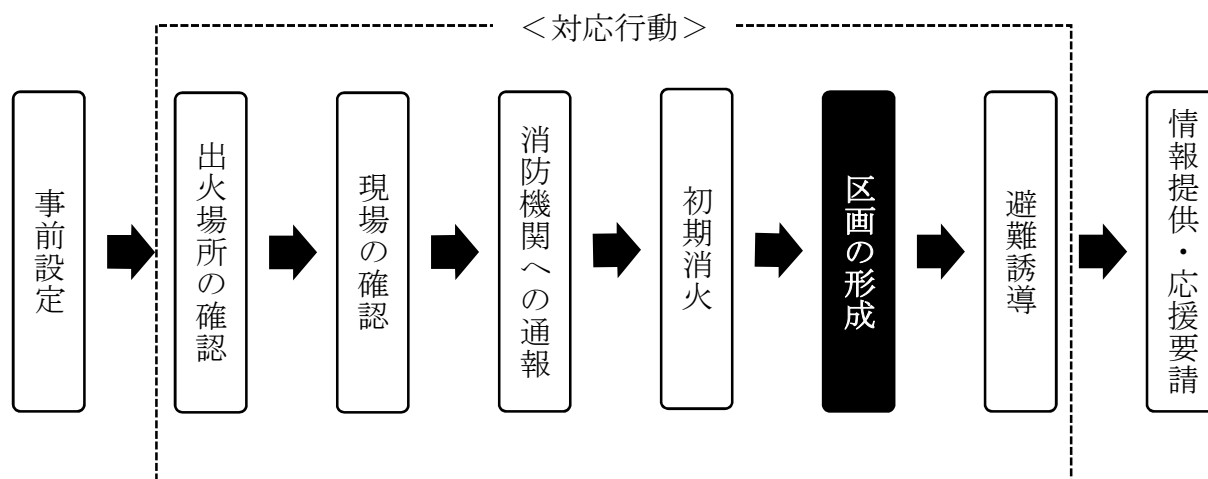 ＜対応行動＞
事前設定
出火場所の確認
現場の確認
消防機関への通報
初期消火
区画の形成
避難誘導
情報提供・応援要請